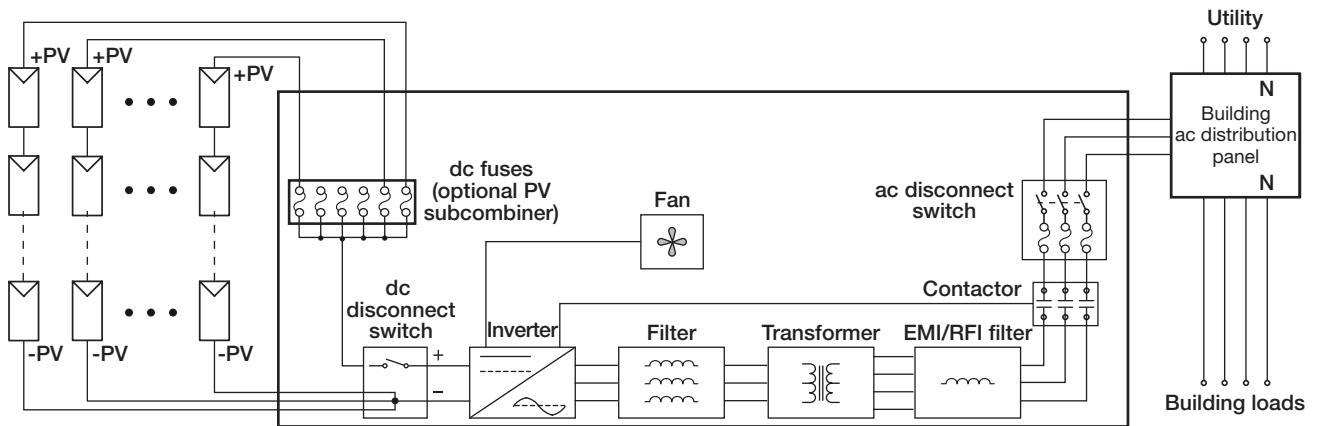 Utility
+PV
+PV
+PV
N
Building
ac distribution
panel
N
dc fuses
(optional PV
subcombiner)
Fan
ac disconnect
switch
dc
disconnect
switch
Contactor
Inverter
Filter
Transformer
EMI/RFI filter
-PV
-PV
-PV
+
−
Building loads